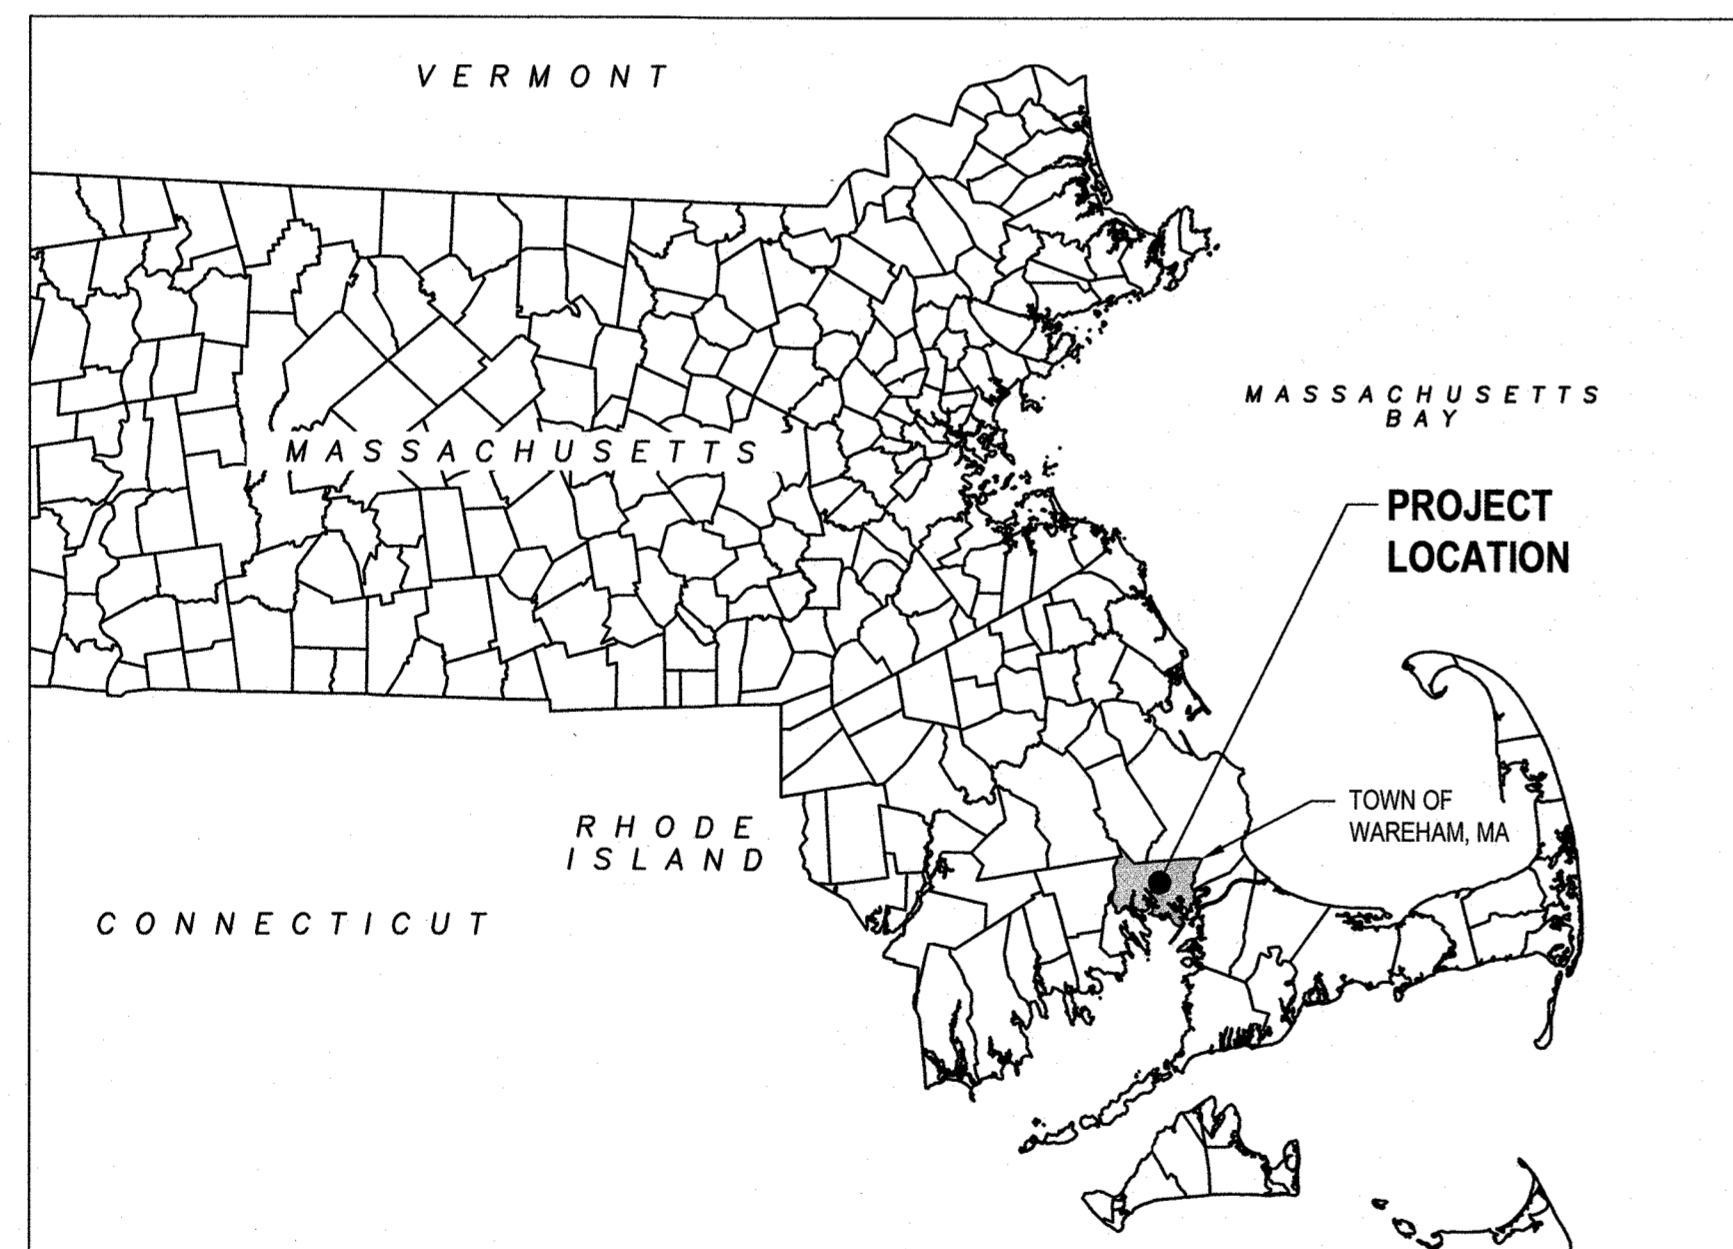 VERMONT
MASSACHUSETTS
BAY
MASSACHUSETTS
PROJECT
LOCATION
TOWN OF
WAREHAM, MA
RHODE
ISLAND
CONNECTICUT